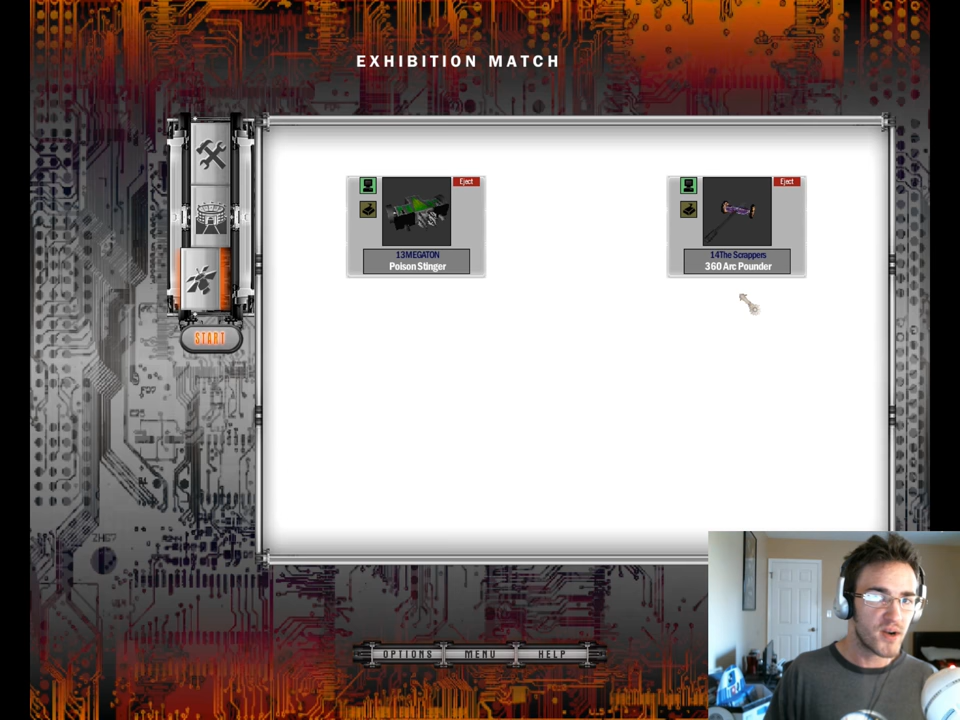 EXHIBITION MATCH
Eject
13MEGATON
Poison Stinger
Eject
14The Scrappers
360 Arc Pounder
START
OPTIONS
MENU
HELP